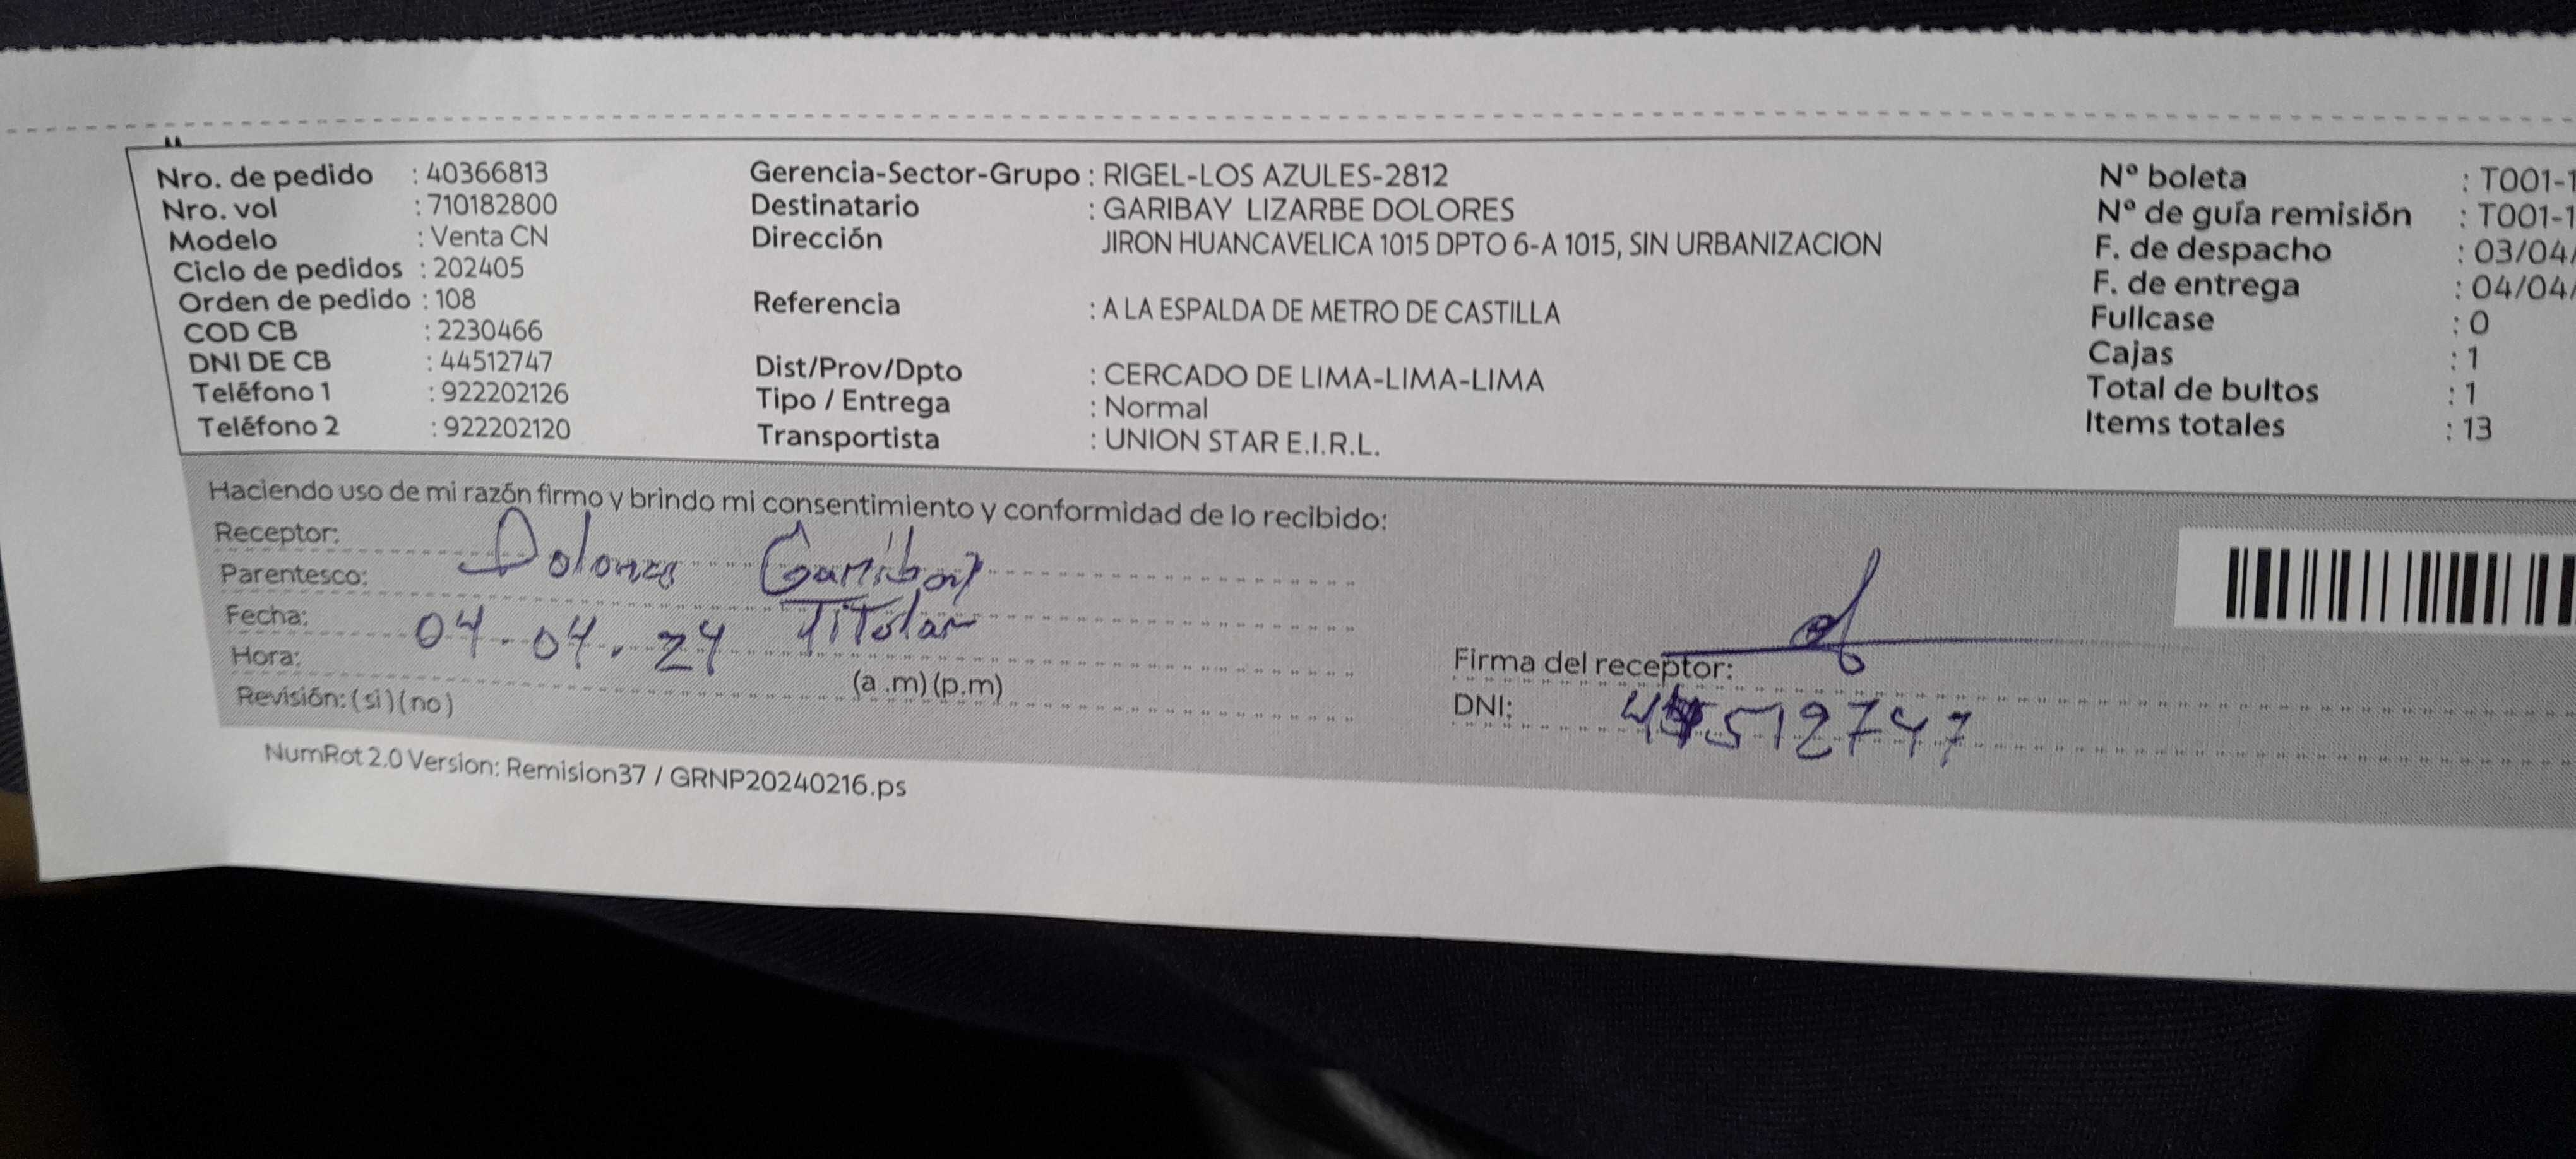 Nro. de pedido : 40366813
Nro. vol : 710182800
Modelo : Venta CN
Ciclo de pedidos : 202405
Orden de pedido : 108
COD CB : 2230466
DNI DE CB : 44512747
Teléfono 1 : 922202126
Teléfono 2 : 922202120
Gerencia-Sector-Grupo : RIGEL-LOS AZULES-2812
Destinatario : GARIBAY LIZARBE DOLORES
Dirección JIRON HUANCAVELICA 1015 DPTO 6-A 1015, SIN URBANIZACION
Referencia : A LA ESPALDA DE METRO DE CASTILLA
Dist/Prov/Dpto : CERCADO DE LIMA-LIMA-LIMA
Tipo / Entrega : Normal
Transportista : UNION STAR E.I.R.L.
Nº boleta : T001-1
Nº de guía remisión : T001-1
F. de despacho : 03/04/
F. de entrega : 04/04/
Fullcase : 0
Cajas : 1
Total de bultos : 1
Items totales : 13
Haciendo uso de mi razón firmo y brindo mi consentimiento y conformidad de lo recibido:
Receptor: Dolores Garibay
Parentesco: Titular
Fecha: 04.04.24
Hora: (a .m) (p.m)
Revisión: (si) (no)
Firma del receptor:
DNI: 44512747
NumRot 2.0 Version: Remision37 / GRNP20240216.ps